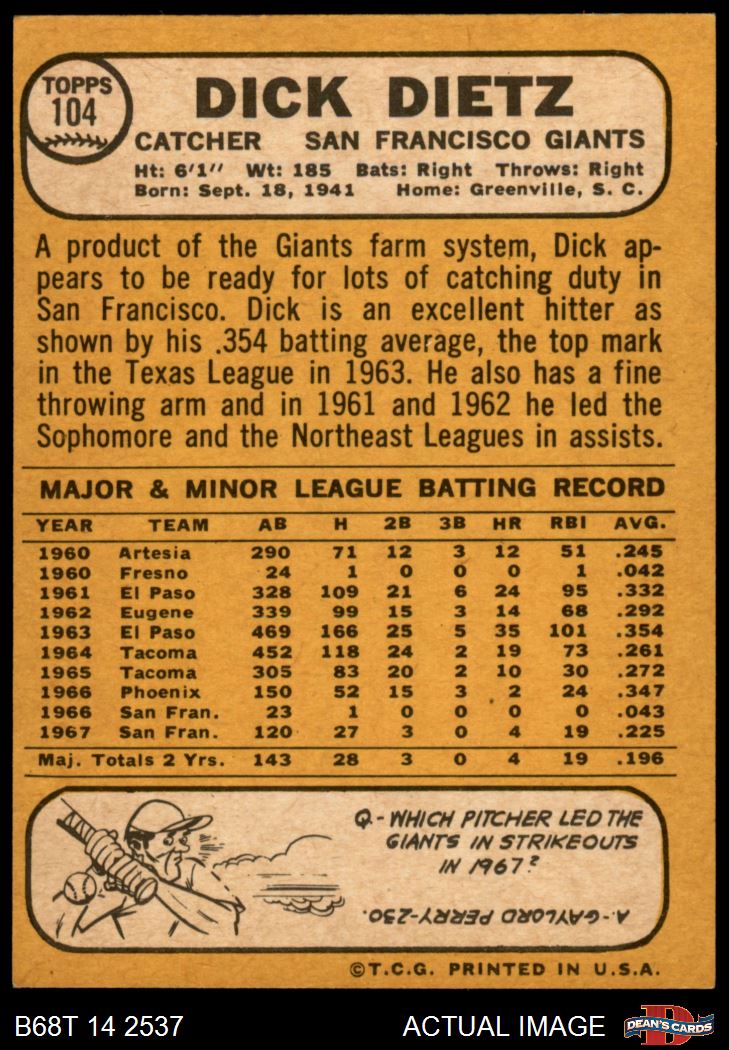 TOPPS
104
DICK DIETZ
CATCHER SAN FRANCISCO GIANTS
Ht: 6'1" Wt: 185 Bats: Right Throws: Right
Born: Sept. 18, 1941 Home: Greenville, S. C.
A product of the Giants farm system, Dick ap-
pears to be ready for lots of catching duty in
San Francisco. Dick is an excellent hitter as
shown by his .354 batting average, the top mark
in the Texas League in 1963. He also has a fine
throwing arm and in 1961 and 1962 he led the
Sophomore and the Northeast Leagues in assists.
MAJOR & MINOR LEAGUE BATTING RECORD
YEAR TEAM AB H 2B 3B HR RBI AVG.
1960 Artesia 290 71 12 3 12 51 .245
1960 Fresno 24 1 0 0 0 1 .042
1961 El Paso 328 109 21 6 24 95 .332
1962 Eugene 339 99 15 3 14 68 .292
1963 El Paso 469 166 25 5 35 101 .354
1964 Tacoma 452 118 24 2 19 73 .261
1965 Tacoma 305 83 20 2 10 30 .272
1966 Phoenix 150 52 15 3 2 24 .347
1966 San Fran. 23 1 0 0 0 0 .043
1967 San Fran. 120 27 3 0 4 19 .225
Maj. Totals 2 Yrs. 143 28 3 0 4 19 .196
Q.- WHICH PITCHER LED THE
GIANTS IN STRIKEOUTS
IN 1967?
A.-GAYLORD PERRY-230.
©T.C.G. PRINTED IN U.S.A.
B68T 14 2537 ACTUAL IMAGE DEAN'S CARDS